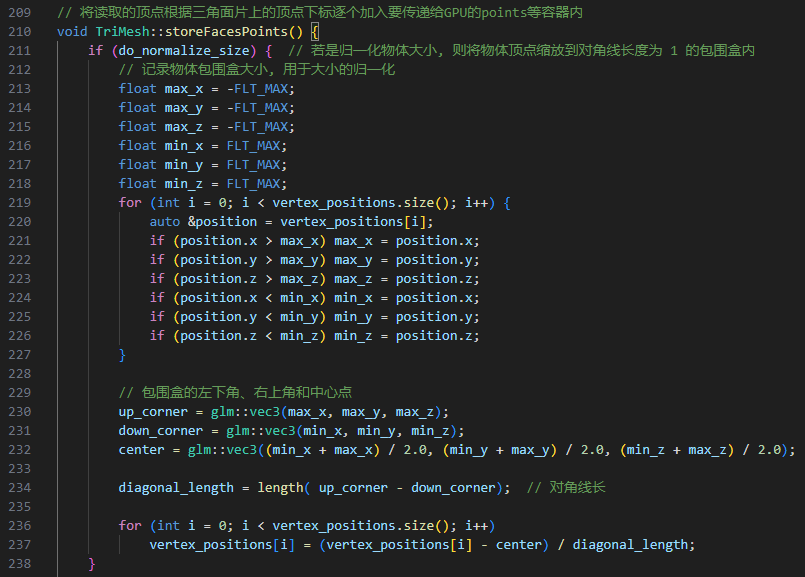 209 // 将读取的顶点根据三角面片上的顶点下标逐个加入要传递给GPU的points等容器内
210 void TriMesh::storeFacesPoints() {
211     if (do_normalize_size) {  // 若是归一化物体大小, 则将物体顶点缩放到对角线长度为 1 的包围盒内
212         // 记录物体包围盒大小, 用于大小的归一化
213         float max_x = -FLT_MAX;
214         float max_y = -FLT_MAX;
215         float max_z = -FLT_MAX;
216         float min_x = FLT_MAX;
217         float min_y = FLT_MAX;
218         float min_z = FLT_MAX;
219         for (int i = 0; i < vertex_positions.size(); i++) {
220             auto &position = vertex_positions[i];
221             if (position.x > max_x) max_x = position.x;
222             if (position.y > max_y) max_y = position.y;
223             if (position.z > max_z) max_z = position.z;
224             if (position.x < min_x) min_x = position.x;
225             if (position.y < min_y) min_y = position.y;
226             if (position.z < min_z) min_z = position.z;
227         }
228
229         // 包围盒的左下角、右上角和中心点
230         up_corner = glm::vec3(max_x, max_y, max_z);
231         down_corner = glm::vec3(min_x, min_y, min_z);
232         center = glm::vec3((min_x + max_x) / 2.0, (min_y + max_y) / 2.0, (min_z + max_z) / 2.0);
233
234         diagonal_length = length( up_corner - down_corner);  // 对角线长
235
236         for (int i = 0; i < vertex_positions.size(); i++)
237             vertex_positions[i] = (vertex_positions[i] - center) / diagonal_length;
238     }